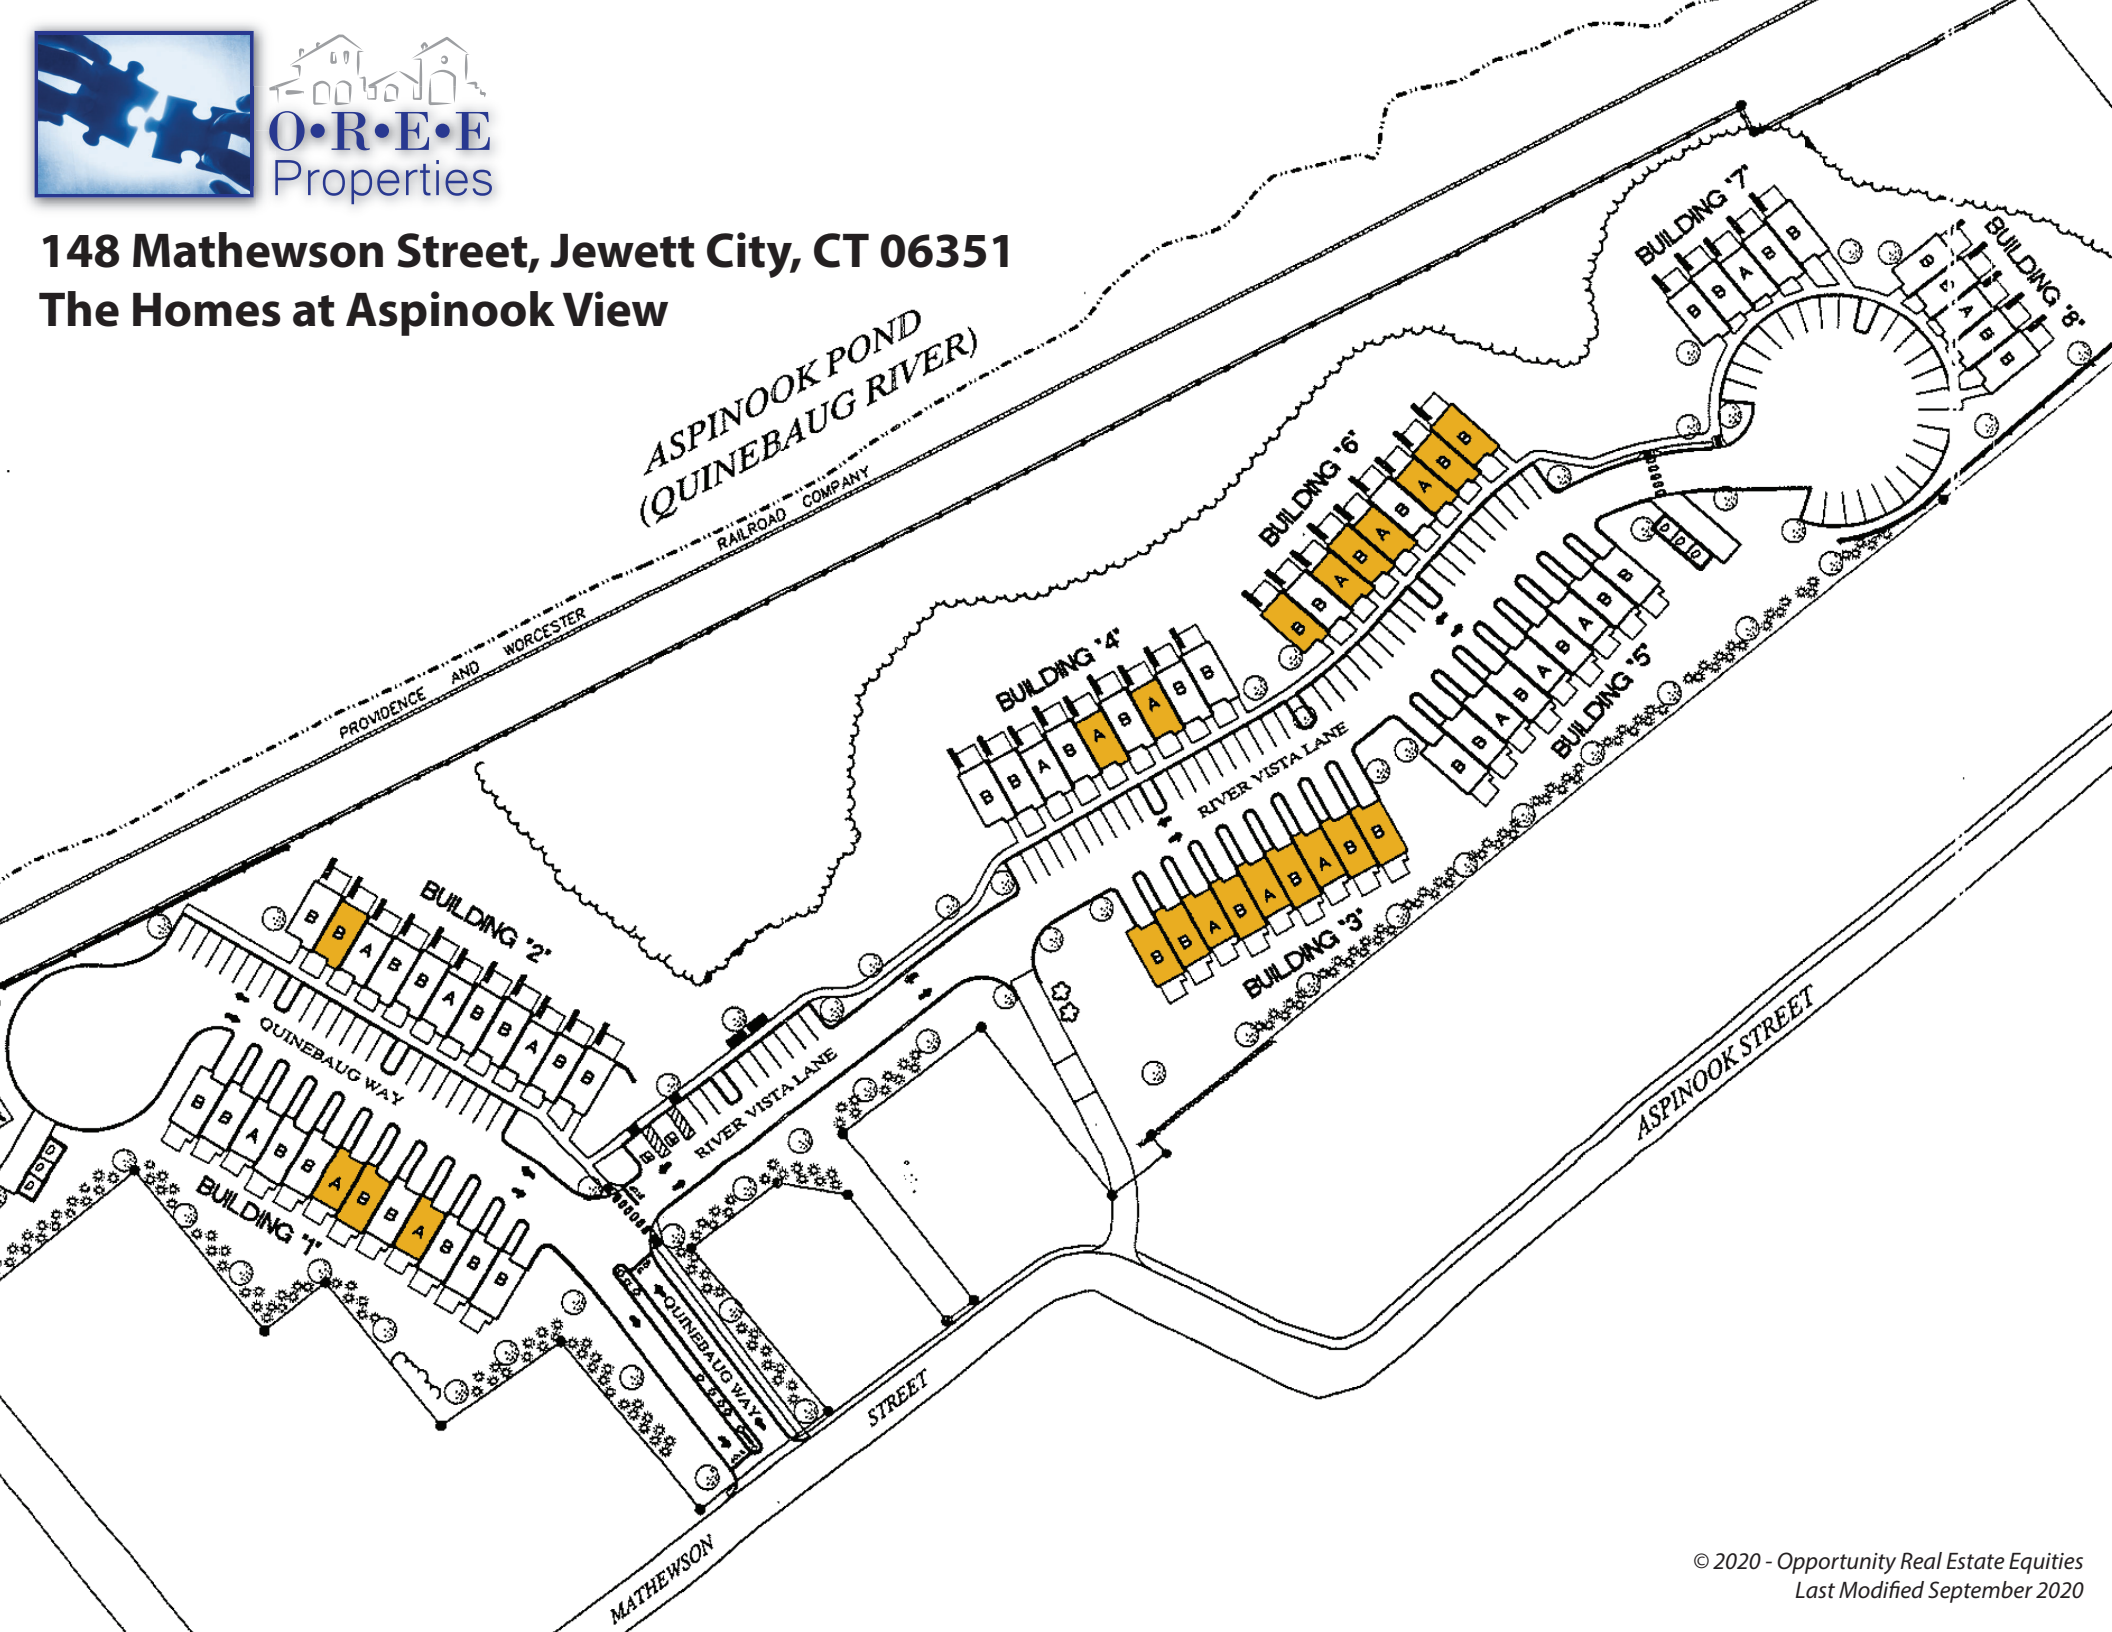 O•R•E•E
Properties
148 Mathewson Street, Jewett City, CT 06351
The Homes at Aspinook View
ASPINOOK POND
(QUINEBAUG RIVER)
PROVIDENCE AND WORCESTER RAILROAD COMPANY
BUILDING "7"
B B A B B
BUILDING "8"
B
A
B
B
BUILDING "6"
B B A B A B A B B
BUILDING "4"
B B A B A B A B B
BUILDING "5"
B B A B A B A B B
D D D
RIVER VISTA LANE
BUILDING "3"
B B A B A B A B B
BUILDING "2"
B B A B B A B B A B B
QUINEBAUG WAY
BUILDING "1"
B B A B B A B B A B B B
D D D
RIVER VISTA LANE
QUINEBAUG WAY
ASPINOOK STREET
MATHEWSON STREET
© 2020 - Opportunity Real Estate Equities
Last Modified September 2020